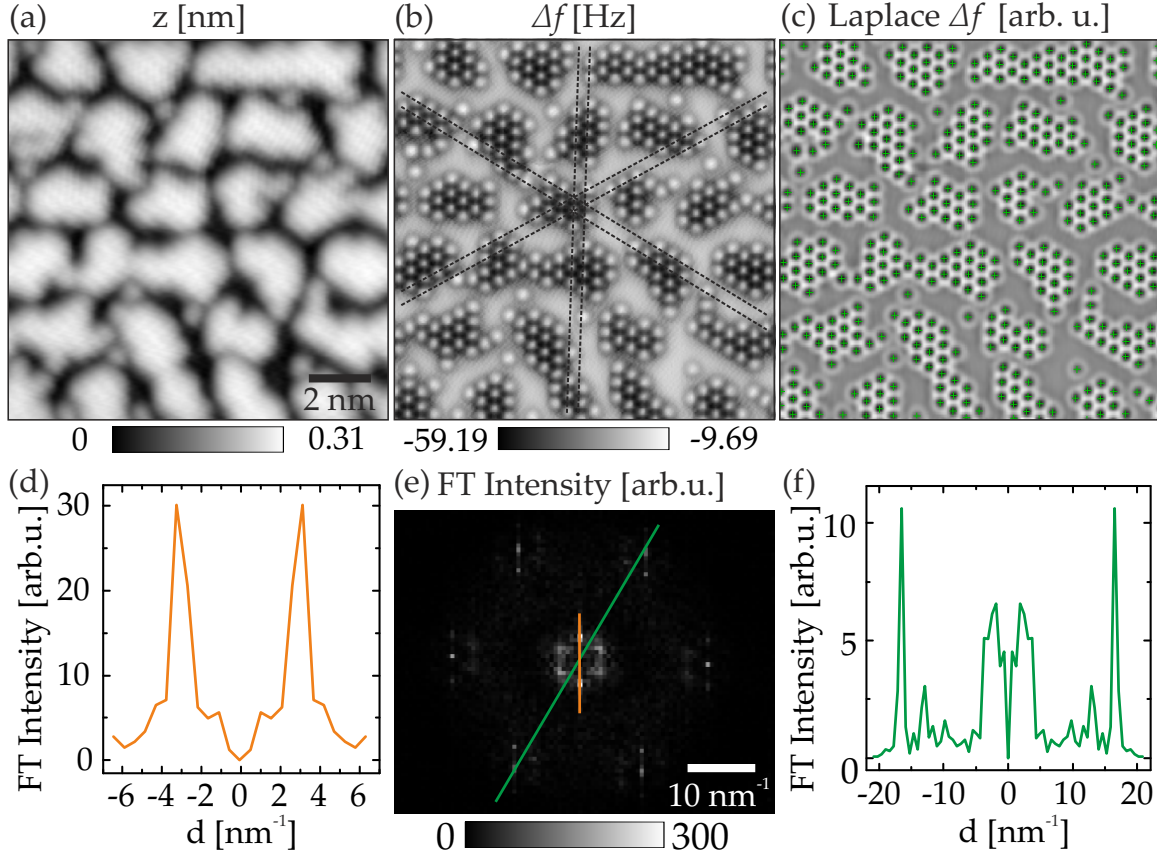 (a) z [nm]
(b) Δf [Hz]
(c) Laplace Δf [arb. u.]
2 nm
0 0.31
-59.19 -9.69
(d)
FT Intensity [arb.u.]
30
20
10
0
-6 -4 -2 0 2 4 6
d [nm⁻¹]
(e) FT Intensity [arb.u.]
10 nm⁻¹
0 300
(f)
FT Intensity [arb.u.]
10
5
0
-20 -10 0 10 20
d [nm⁻¹]